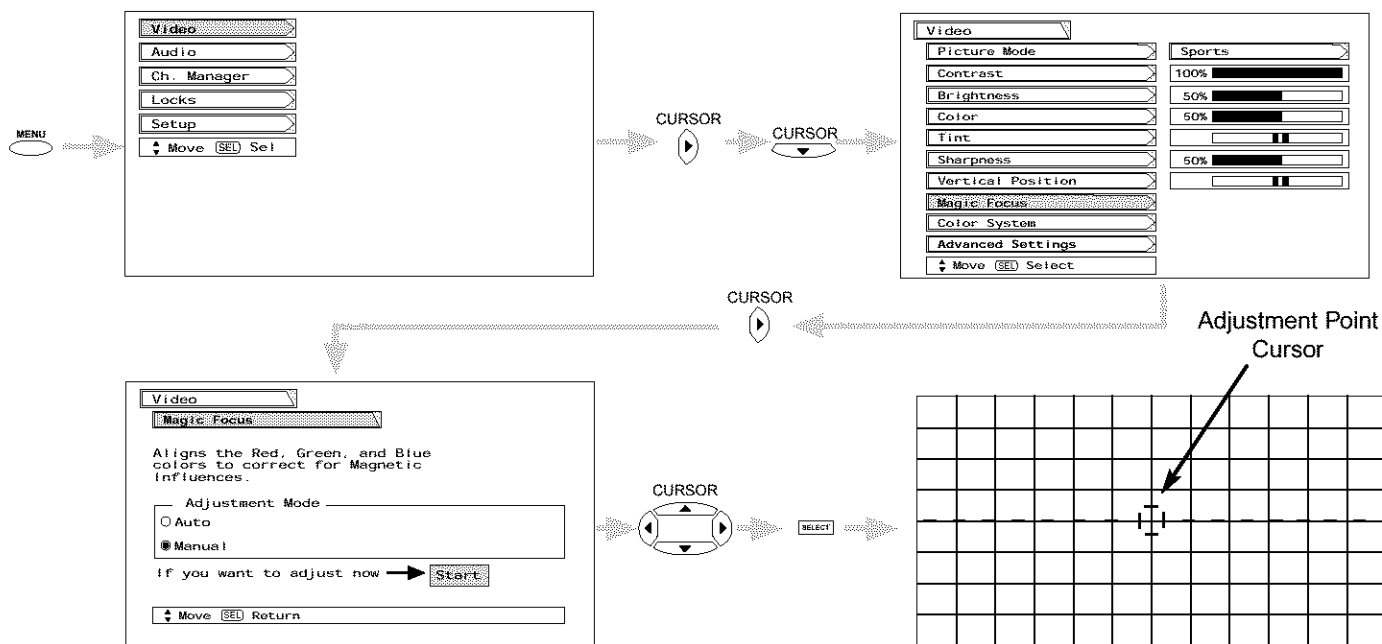 MENU
Video
Audio
Ch. Manager
Locks
Setup
Move SEL Sel
CURSOR
CURSOR
Video
Picture Mode Sports
Contrast 100%
Brightness 50%
Color 50%
Tint
Sharpness 50%
Vertical Position
Magic Focus
Color System
Advanced Settings
Move SEL Select
CURSOR
Video
Magic Focus
Aligns the Red, Green, and Blue
colors to correct for Magnetic
influences.
Adjustment Mode
Auto
Manual
If you want to adjust now Start
Move SEL Return
CURSOR
SELECT
Adjustment Point
Cursor